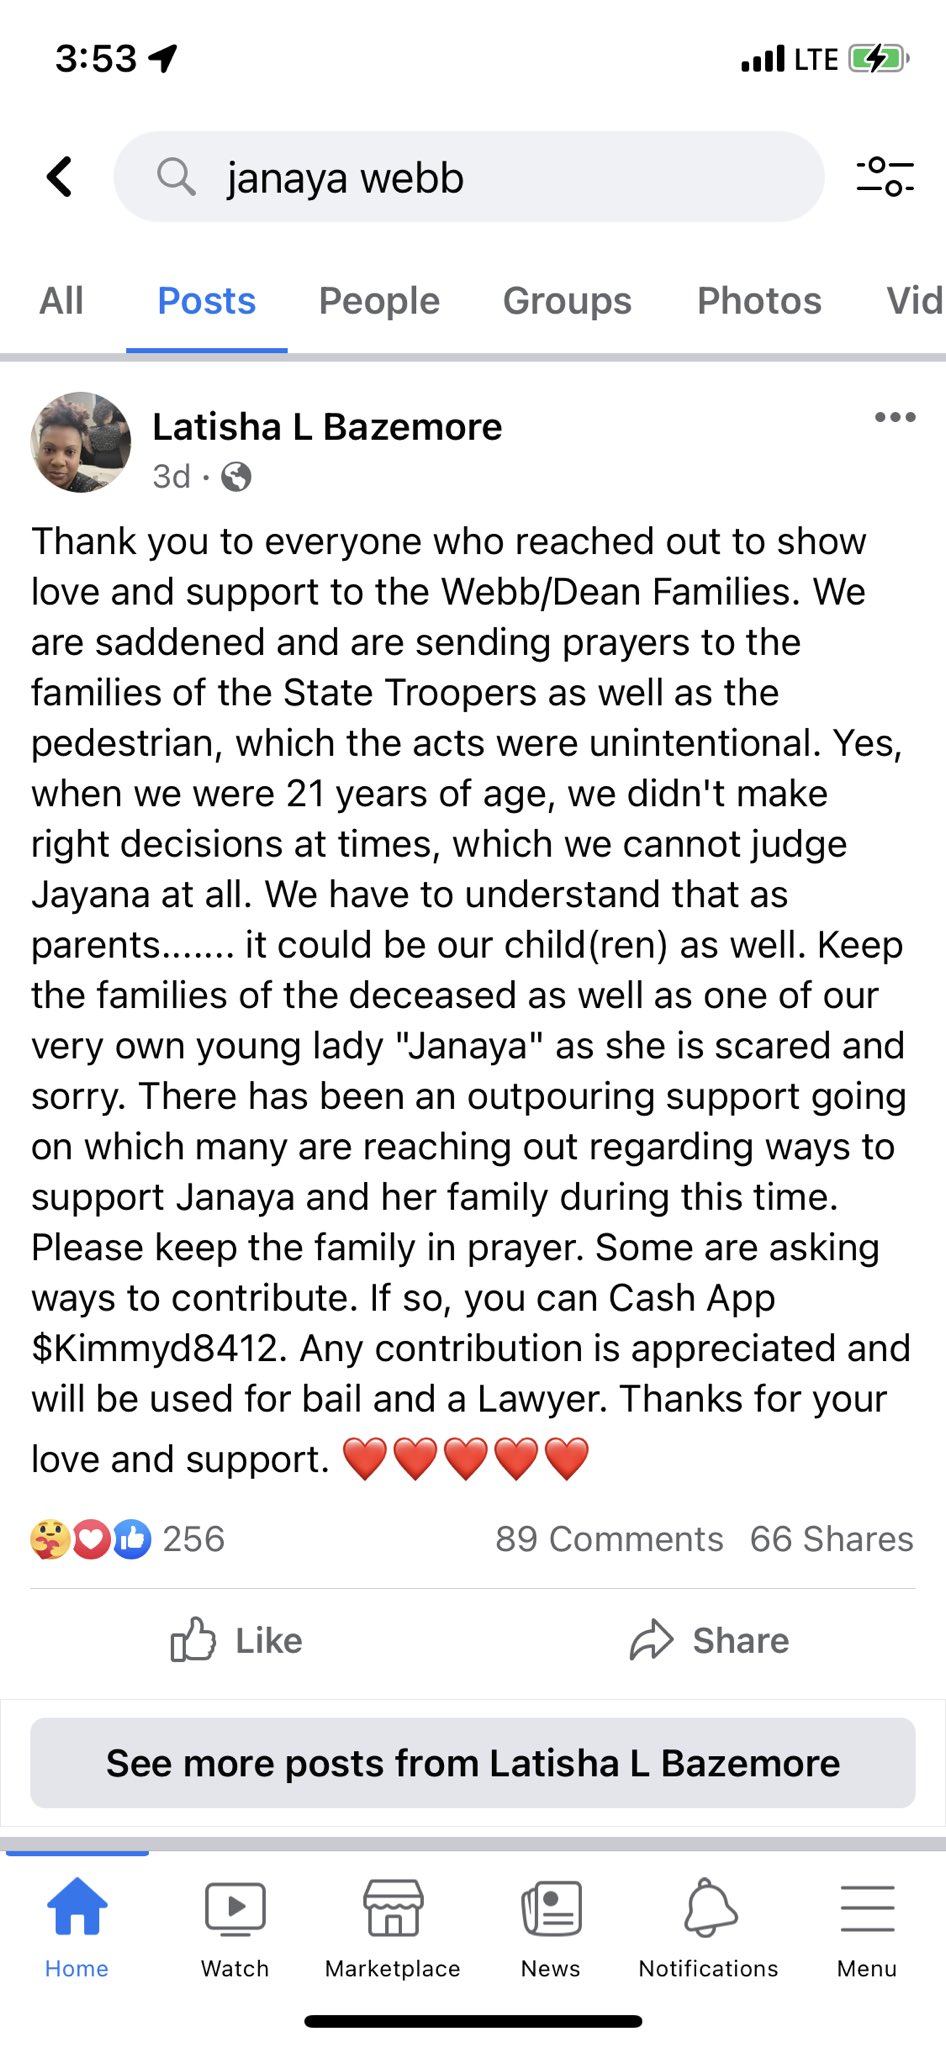 3:53
LTE
janaya webb
All Posts People Groups Photos Vid
Latisha L Bazemore
3d ·
Thank you to everyone who reached out to show
love and support to the Webb/Dean Families. We
are saddened and are sending prayers to the
families of the State Troopers as well as the
pedestrian, which the acts were unintentional. Yes,
when we were 21 years of age, we didn't make
right decisions at times, which we cannot judge
Jayana at all. We have to understand that as
parents....... it could be our child(ren) as well. Keep
the families of the deceased as well as one of our
very own young lady "Janaya" as she is scared and
sorry. There has been an outpouring support going
on which many are reaching out regarding ways to
support Janaya and her family during this time.
Please keep the family in prayer. Some are asking
ways to contribute. If so, you can Cash App
$Kimmyd8412. Any contribution is appreciated and
will be used for bail and a Lawyer. Thanks for your
love and support. ❤️❤️❤️❤️❤️
256 89 Comments 66 Shares
Like Share
See more posts from Latisha L Bazemore
Home Watch Marketplace News Notifications Menu